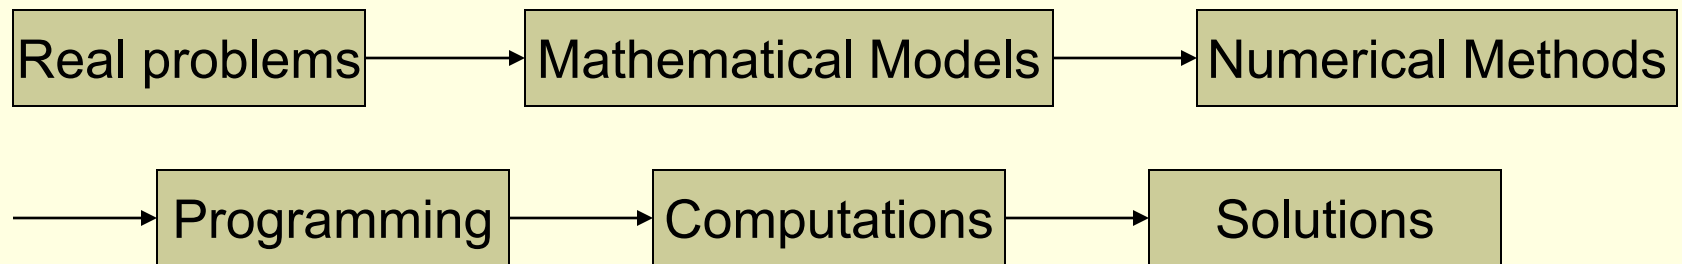 Real problems Mathematical Models Numerical Methods
Programming Computations Solutions